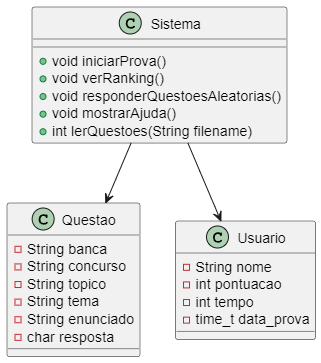 C Sistema
void iniciarProva()
void verRanking()
void responderQuestoesAleatorias()
void mostrarAjuda()
int lerQuestoes(String filename)
C Questao
String banca
String concurso
String topico
String tema
String enunciado
char resposta
C Usuario
String nome
int pontuacao
int tempo
time_t data_prova